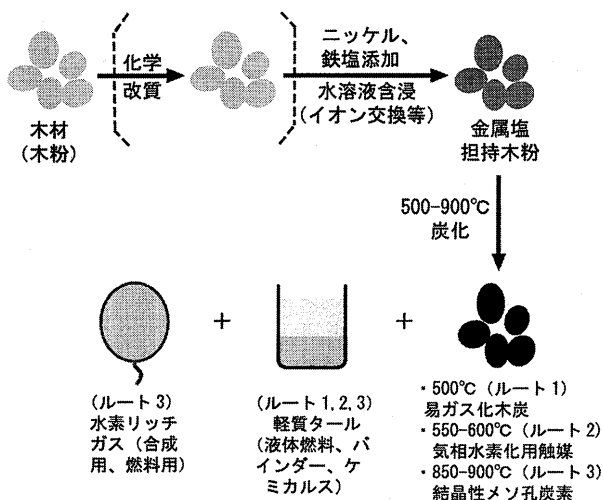 化学
改質
ニッケル、
鉄塩添加
水溶液含浸
(イオン交換等)
木材
(木粉)
金属塩
担持木粉
500-900℃
炭化
+
+
(ルート3)
水素リッチ
ガス(合成
用、燃料用)
(ルート1,2,3)
軽質タール
(液体燃料、バ
インダー、ケ
ミカルス)
・500℃(ルート1)
易ガス化木炭
・550-600℃(ルート2)
気相水素化用触媒
・850-900℃(ルート3)
結晶性メソ孔炭素